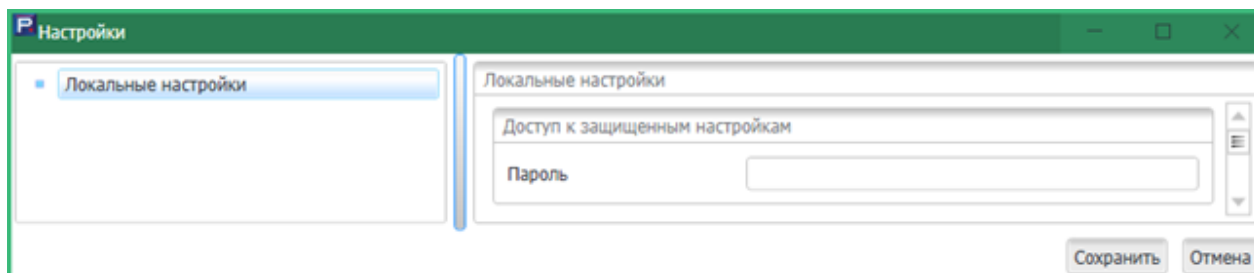 P Настройки
Локальные настройки
Локальные настройки
Доступ к защищенным настройкам
Пароль
Сохранить Отмена